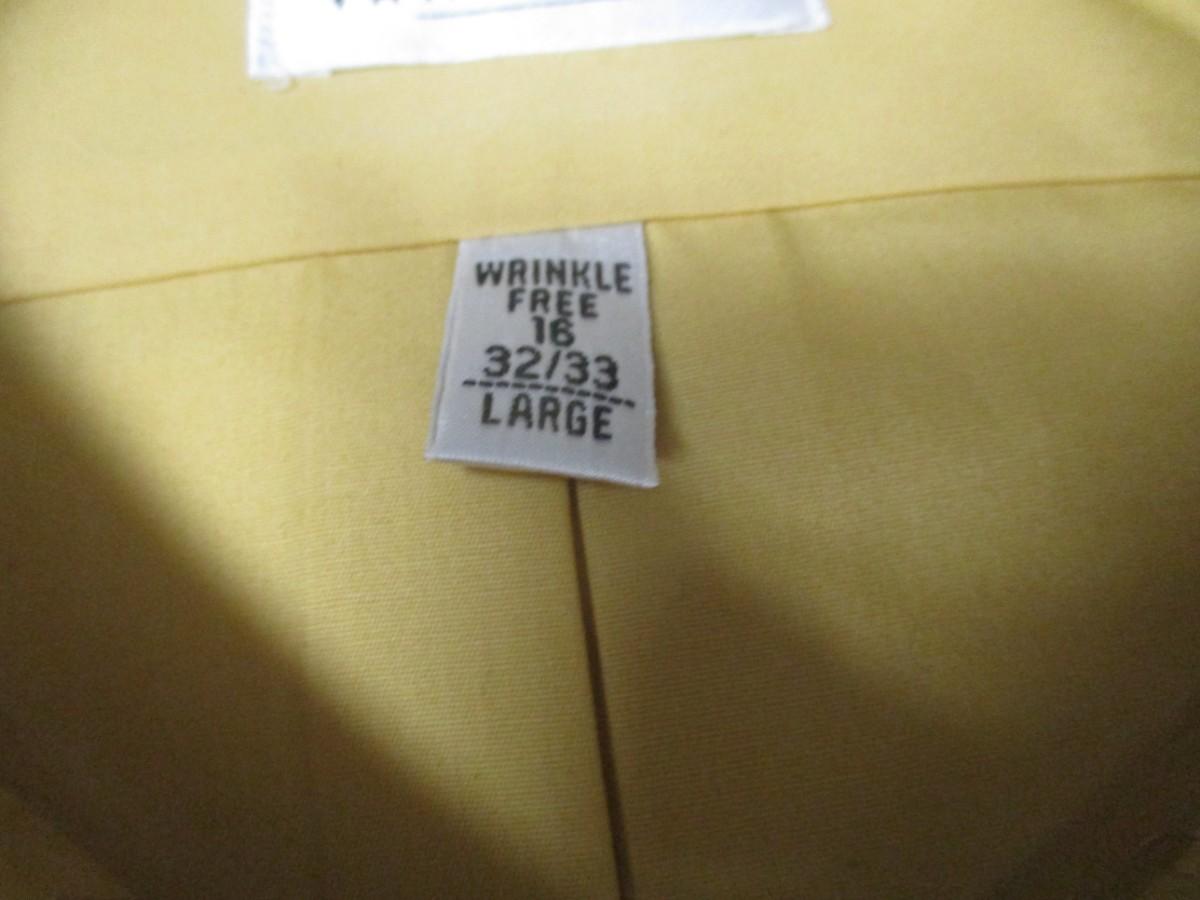 WRINKLE
FREE
16
32/33
LARGE